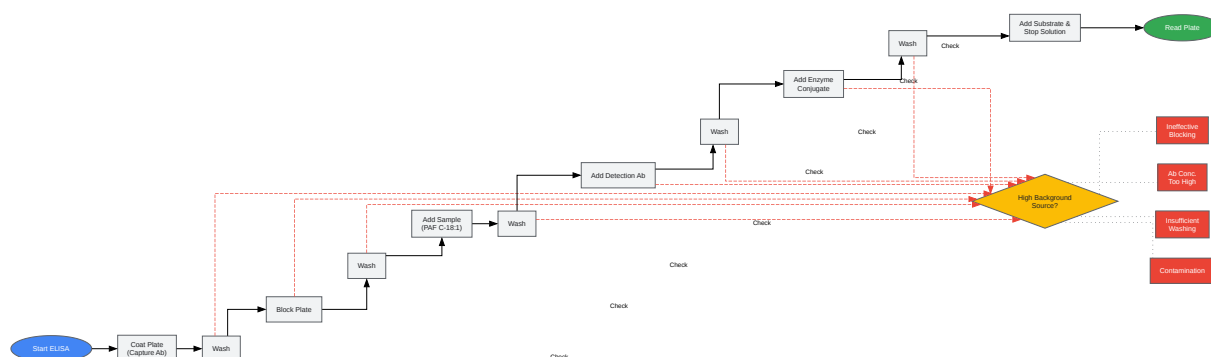 Add Substrate &
Stop Solution
Read Plate
Wash
Check
Add Enzyme
Conjugate
Check
Wash
Check
Ineffective
Blocking
Add Detection Ab
Check
Ab Conc.
Too High
High Background
Source?
Add Sample
(PAF C-18:1)
Wash
Check
Insufficient
Washing
Wash
Check
Contamination
Block Plate
Check
Start ELISA
Coat Plate
(Capture Ab)
Wash
Check